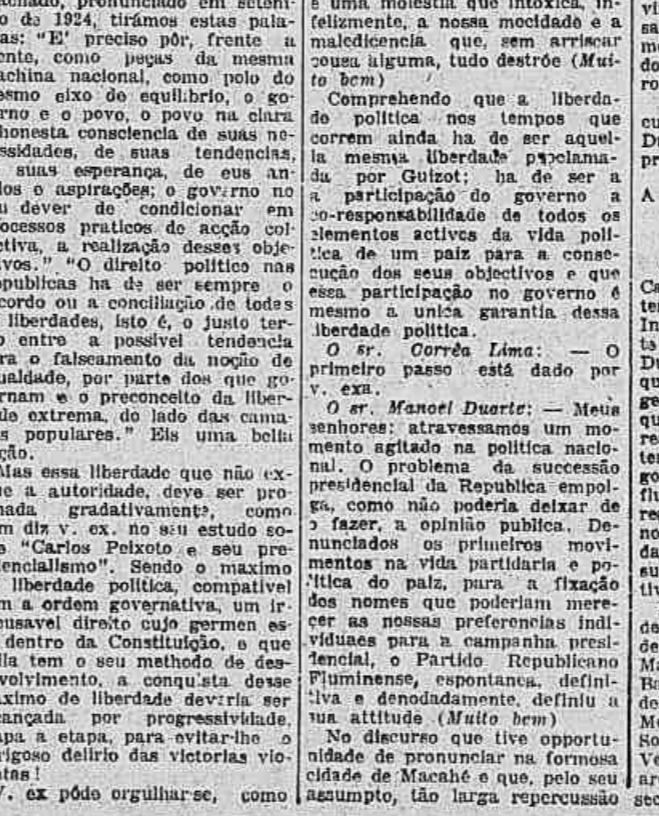 chado, pronunciado em setem-
o de 1924, tirámos estas pala-
as: "E' preciso pôr, frente a
ente, como peças da mesma
achina nacional, como polo do
esmo eixo de equilibrio, o go-
erno e o povo, o povo na clara
honesta consciencia de suas ne-
ssidades, de suas tendencias,
suas esperança, de eus an-
los e aspirações; o governo no
u dever de condicionar em
ocessos praticos de acção col-
ctiva, a realização desses obje-
ivos." "O direito politico nas
publicas ha de ser sempre o
cordo ou a conciliação de todas
liberdades, isto é, o justo ter-
o entre a possivel tendencia
ra o falseamento da noção de
ualdade, por parte dos que go-
rnam e o preconceito da liber-
de extrema, do lado das cama-
s populares." Eis uma bella
ção.
Mas essa liberdade que não ex-
ue a autoridade, deve ser pro-
nada gradativamente, como
m diz v. ex. no seu estudo so-
e "Carlos Peixoto e seu pre-
encialismo". Sendo o maximo
liberdade politica, compativel
m a ordem governativa, um ir-
cusavel direito cujo germen es-
dentro da Constituição, e que
lla tem o seu methodo de des-
volvimento, a conquista desse
aximo de liberdade deveria ser
ançada por progressividade,
apa a etapa, para evitar-lhe o
rigoso delirio das victorias vio-
ntas!
V. ex póde orgulhar-se, como
é uma molestia que intoxica, in-
felizmente, a nossa mocidade é a
maledicencia que, sem arriscar
cousa alguma, tudo destróe (Mui-
to bem)
Comprehendo que a liberda-
de politica nos tempos que
correm ainda ha de ser aquel-
la mesma liberdade proclama-
da por Guizot; ha de ser a
a participação do governo a
co-responsabilidade de todos os
elementos activos da vida poli-
tica de um paiz para a conse-
cução dos seus objectivos e que
essa participação no governo é
mesmo a unica garantia dessa
liberdade politica.
O sr. Corrêa Lima: — O
primeiro passo está dado por
v. exa.
O sr. Manoel Duarte: — Meus
senhores: atravessamos um mo-
mento agitado na politica nacio-
nal. O problema da successão
presidencial da Republica empol-
ga, como não poderia deixar de
o fazer, a opinião publica. De-
nunciados os primeiros movi-
mentos na vida partidaria e po-
litica do paiz, para a fixação
dos nomes que poderiam mere-
çer as nossas preferencias indi-
viduaes para a campanha presi-
dencial, o Partido Republicano
Fluminense, espontanea, defini-
tiva e denodadamente, definiu a
sua attitude (Muito bem)
No discurso que tive opportu-
nidade de pronunciar na formosa
cidade de Macahé e que, pelo seu
assumpto, tão larga repercussão